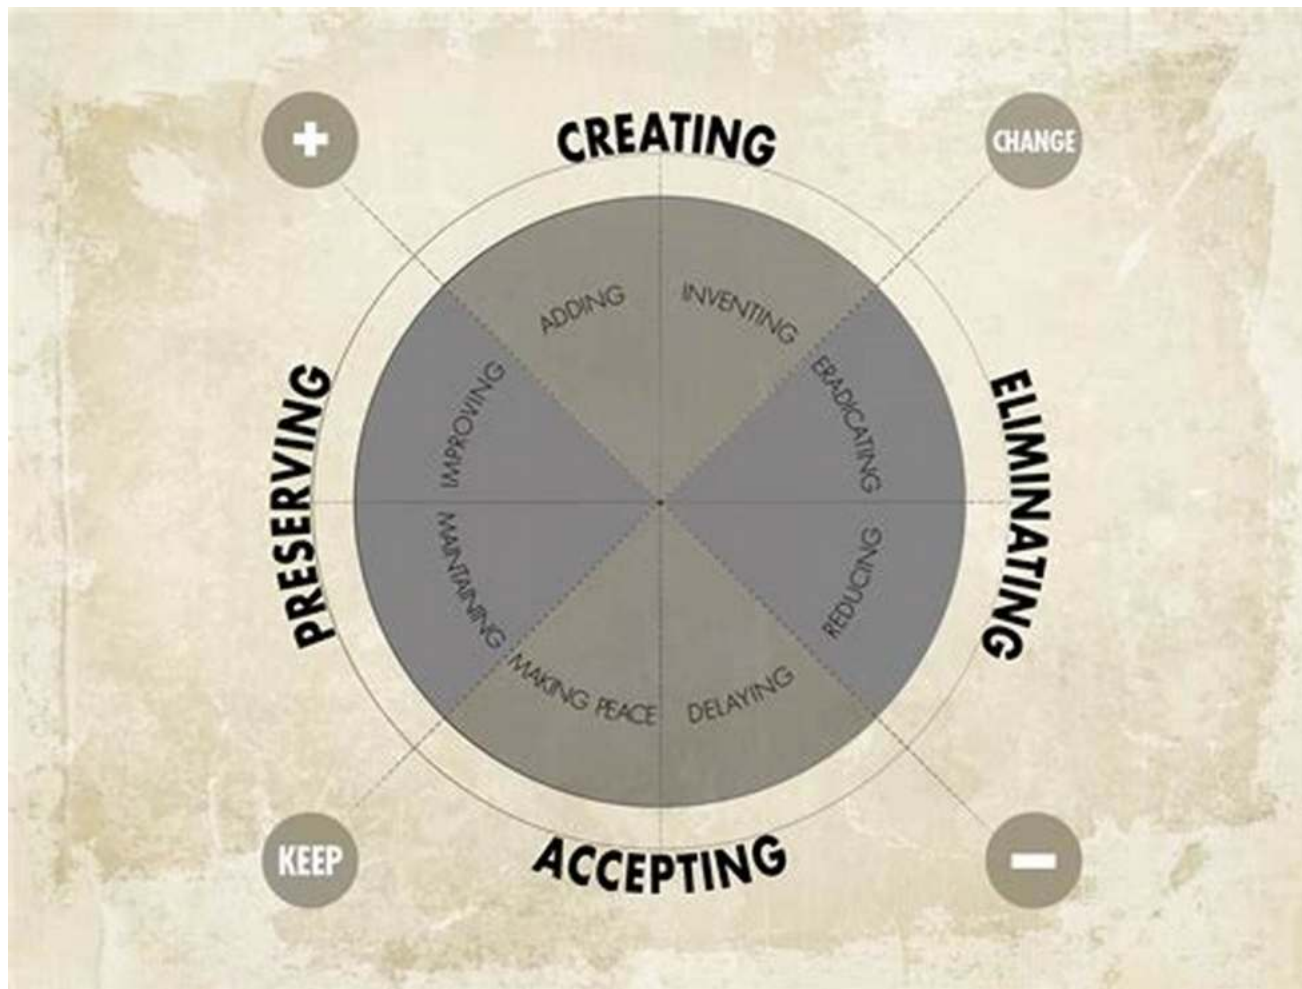 +
CREATING
CHANGE
ADDING
INVENTING
PRESERVING
IMPROVING
ERADICATING
ELIMINATING
MAINTAINING
REDUCING
MAKING PEACE
DELAYING
KEEP
ACCEPTING
−